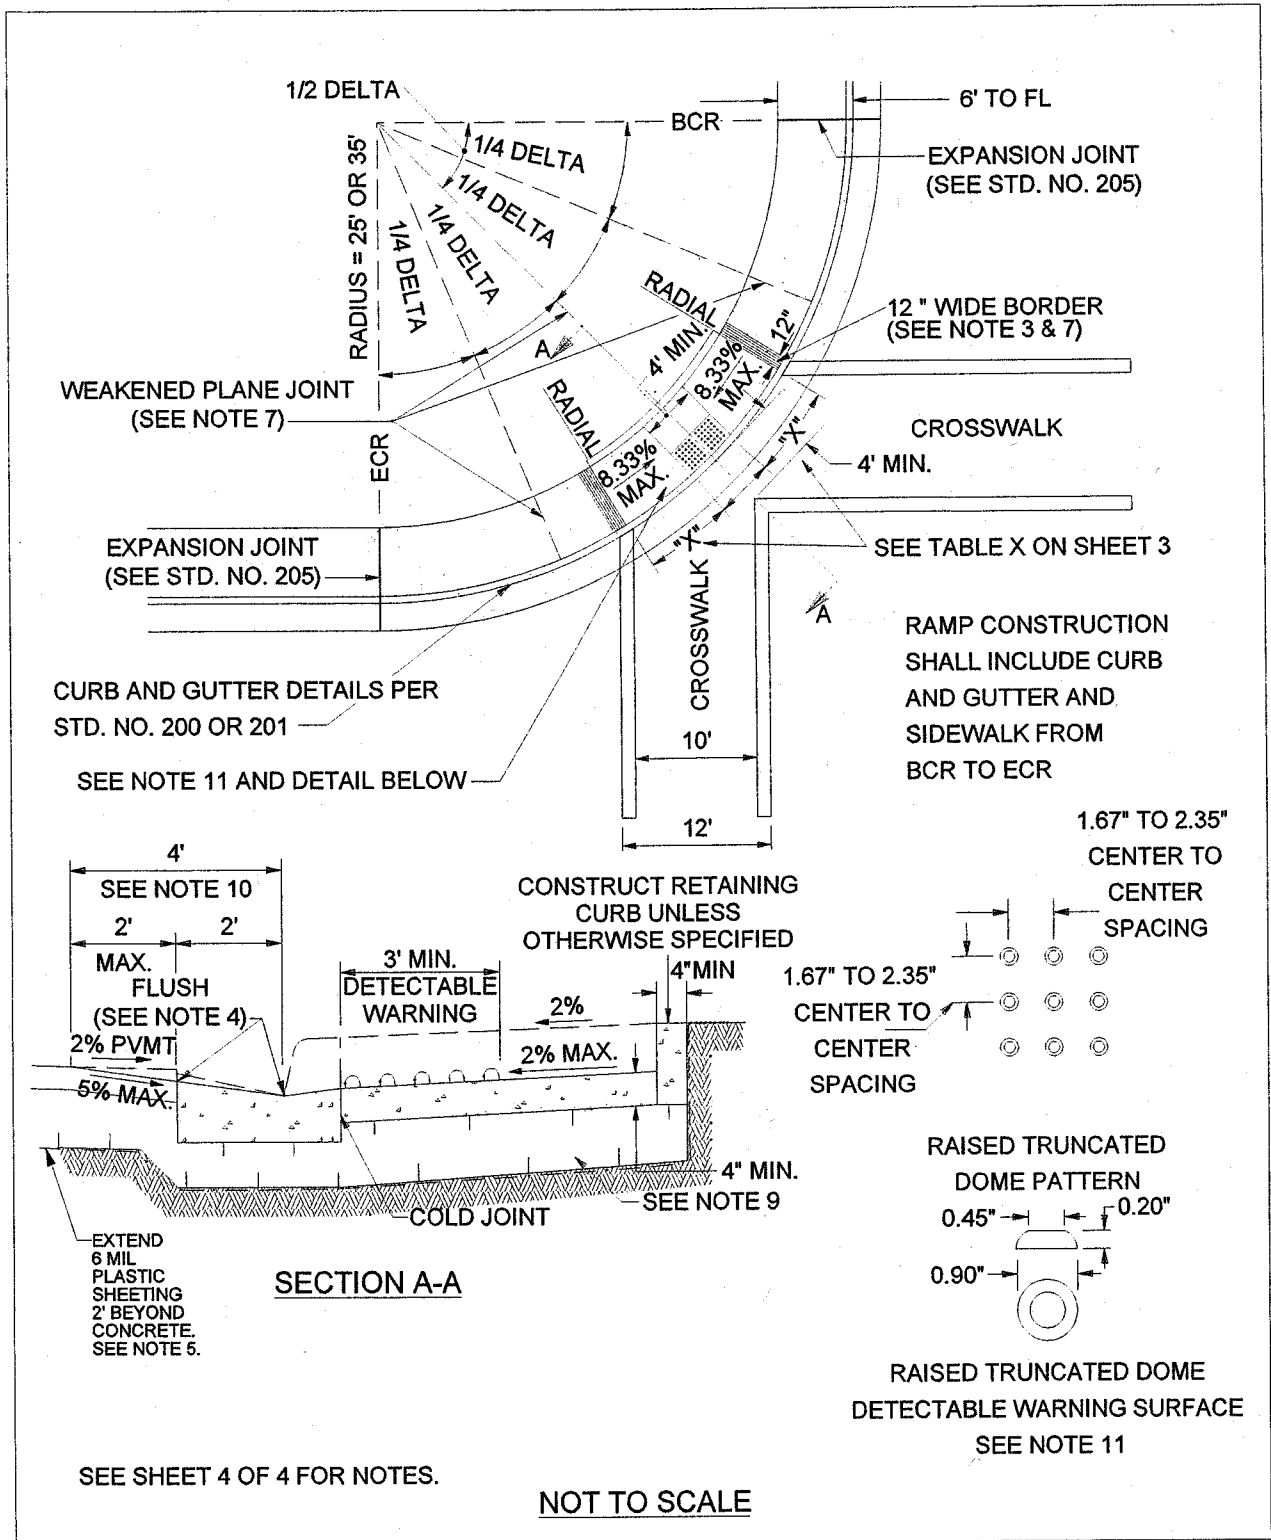 1/2 DELTA
BCR
6' TO FL
1/4 DELTA
1/4 DELTA
1/4 DELTA
1/4 DELTA
RADIUS = 25' OR 35'
EXPANSION JOINT
(SEE STD. NO. 205)
RADIAL
12"
12 " WIDE BORDER
(SEE NOTE 3 & 7)
4' MIN.
8.33%
MAX.
A
WEAKENED PLANE JOINT
(SEE NOTE 7)
RADIAL
8.33%
MAX.
"X"
CROSSWALK
4' MIN.
ECR
EXPANSION JOINT
(SEE STD. NO. 205)
"X"
SEE TABLE X ON SHEET 3
CROSSWALK
A
RAMP CONSTRUCTION
SHALL INCLUDE CURB
AND GUTTER AND
SIDEWALK FROM
BCR TO ECR
CURB AND GUTTER DETAILS PER
STD. NO. 200 OR 201
SEE NOTE 11 AND DETAIL BELOW
10'
12'
4'
SEE NOTE 10
2'
2'
MAX.
FLUSH
(SEE NOTE 4)
2% PVMT
5% MAX.
3' MIN.
DETECTABLE
WARNING
CONSTRUCT RETAINING
CURB UNLESS
OTHERWISE SPECIFIED
4"MIN
2%
2% MAX.
4" MIN.
SEE NOTE 9
COLD JOINT
EXTEND
6 MIL
PLASTIC
SHEETING
2' BEYOND
CONCRETE.
SEE NOTE 5.
SECTION A-A
1.67" TO 2.35"
CENTER TO
CENTER
SPACING
1.67" TO 2.35"
CENTER TO
CENTER
SPACING
RAISED TRUNCATED
DOME PATTERN
0.45"
0.20"
0.90"
RAISED TRUNCATED DOME
DETECTABLE WARNING SURFACE
SEE NOTE 11
SEE SHEET 4 OF 4 FOR NOTES.
NOT TO SCALE